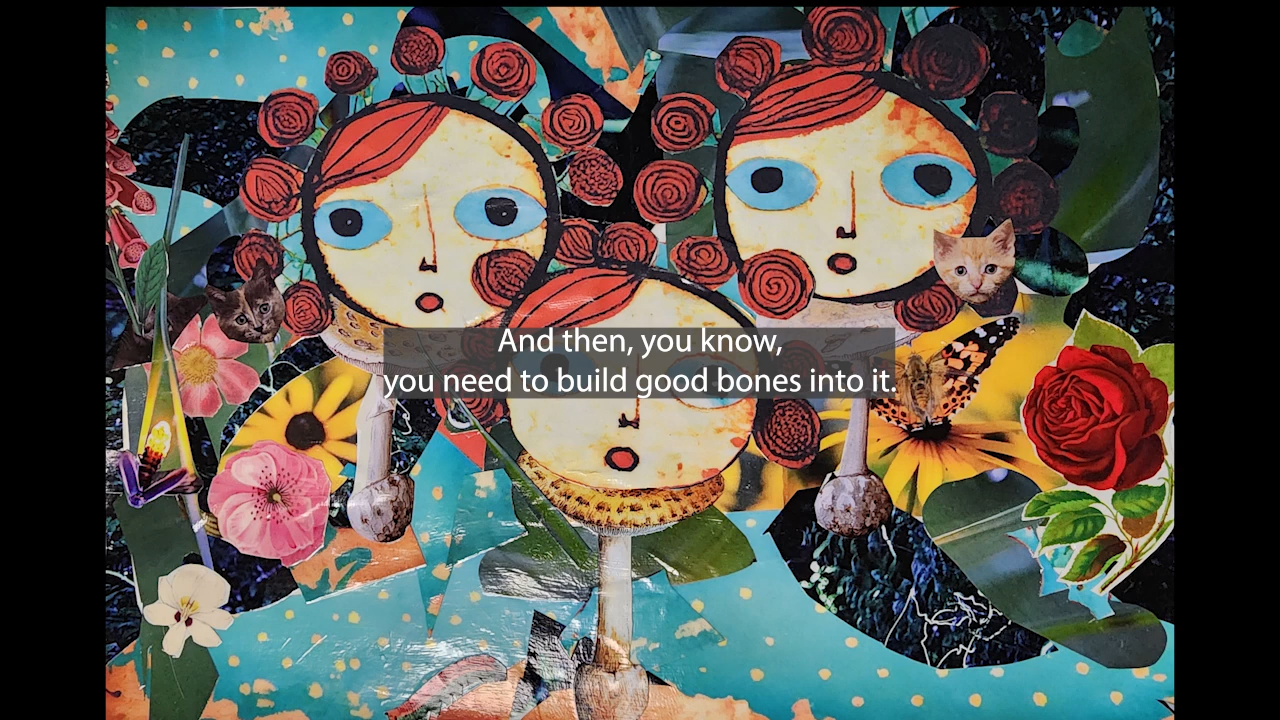 And then, you know,
you need to build good bones into it.